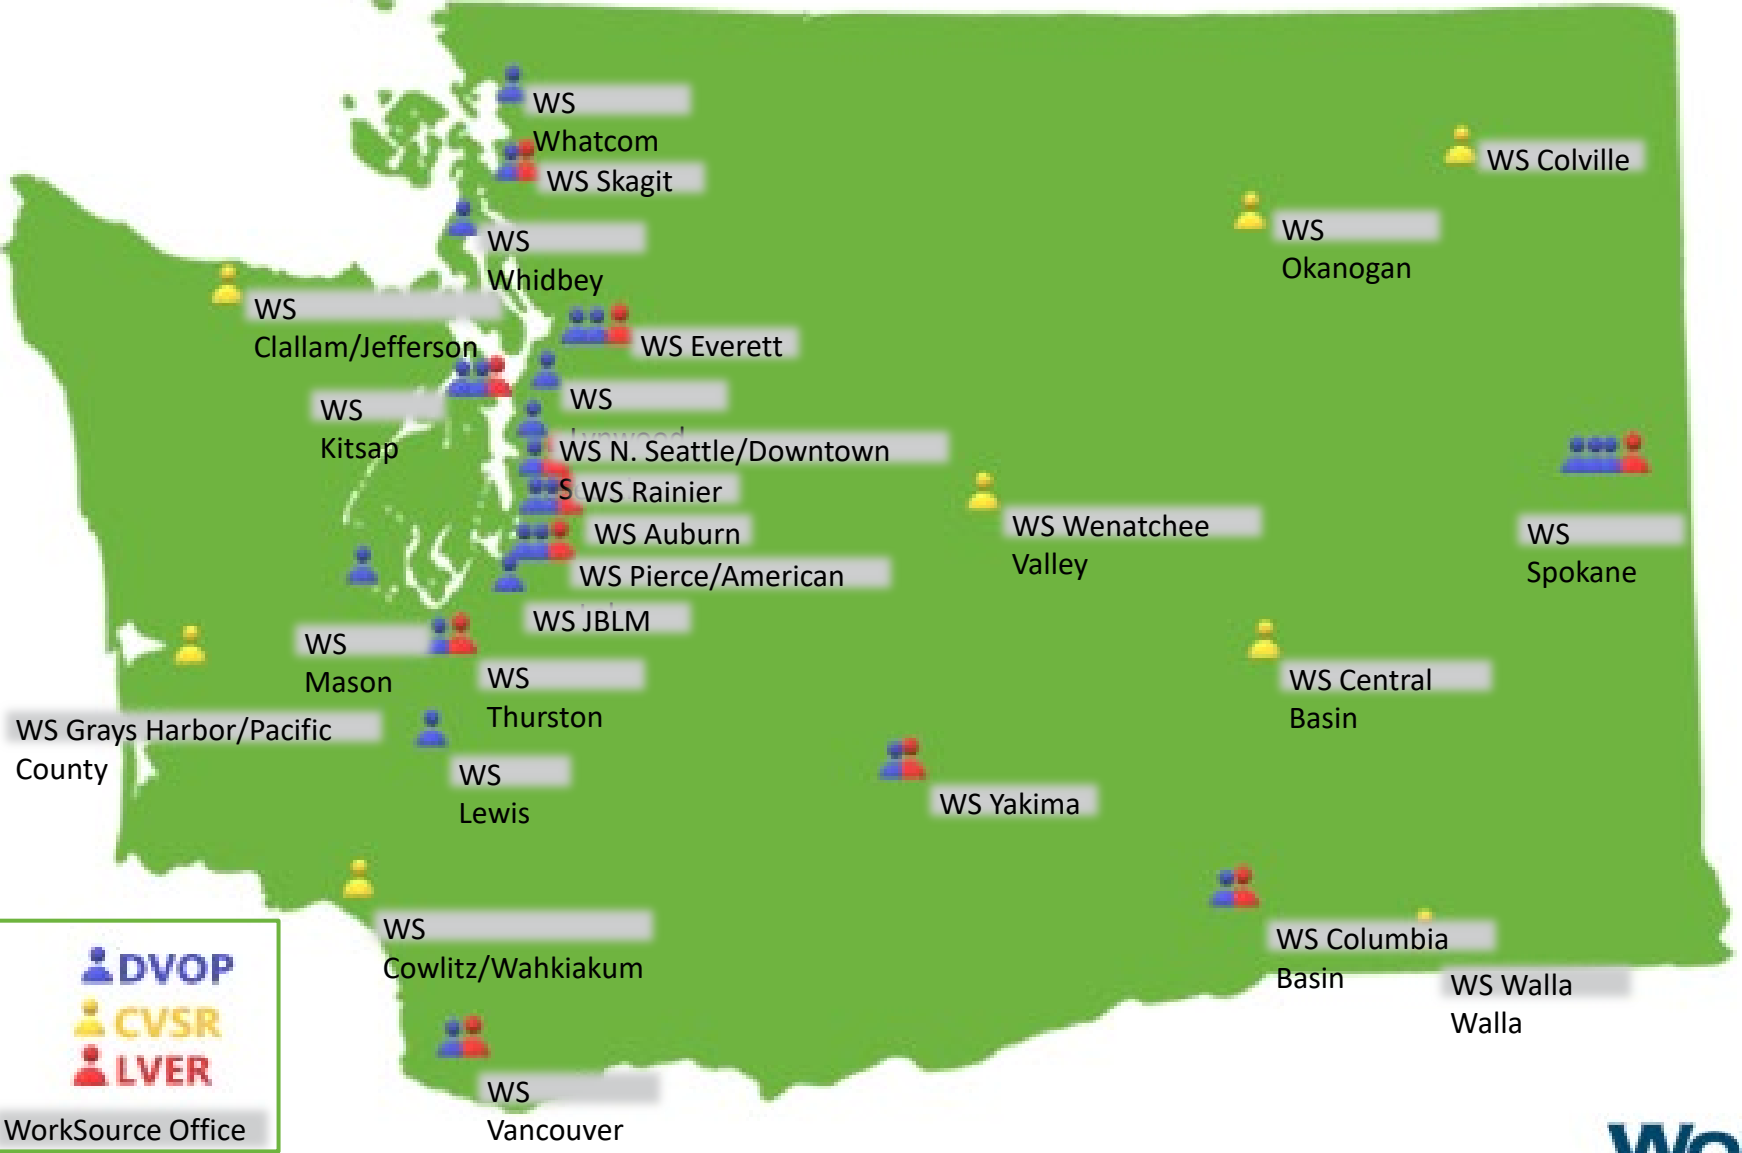 WS
Whatcom
WS Skagit
WS Colville
WS
Okanogan
WS
Whidbey
WS
Clallam/Jefferson
WS Everett
WS
Lynwood
WS
Kitsap
WS N. Seattle/Downtown
WS Rainier
WS Auburn
WS Wenatchee
Valley
WS
Spokane
WS Pierce/American
WS JBLM
WS
Mason
WS
Thurston
WS Central
Basin
WS Grays Harbor/Pacific
County
WS
Lewis
WS Yakima
WS
Cowlitz/Wahkiakum
WS Columbia
Basin
WS Walla
Walla
WS
Vancouver
DVOP
CVSR
LVER
WorkSource Office